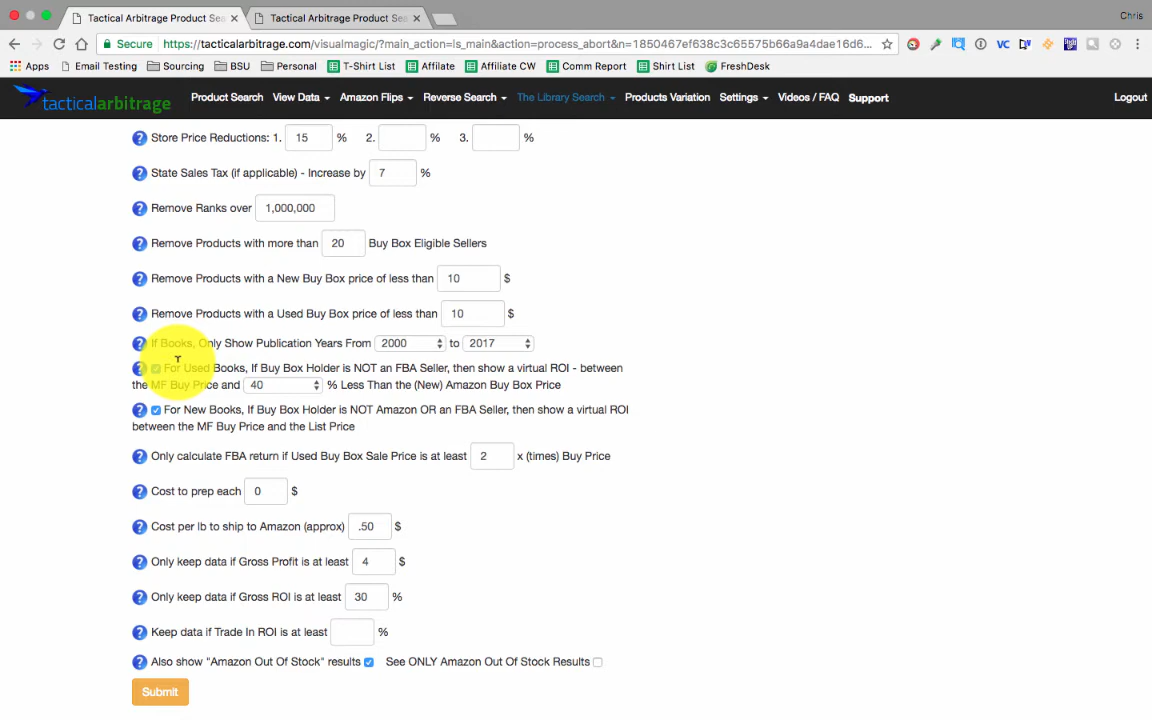 Tactical Arbitrage Product Sea
Tactical Arbitrage Product Sea
Chris
Secure https://tacticalarbitrage.com/visualmagic/?main_action=ls_main&action=process_abort&n=1850467ef638c3c65575b66a9a4dae16d6...
Apps Email Testing Sourcing BSU Personal T-Shirt List Affilate Affiliate CW Comm Report Shirt List FreshDesk
tacticalarbitrage Product Search View Data Amazon Flips Reverse Search The Library Search Products Variation Settings Videos / FAQ Support Logout
Store Price Reductions: 1. 15 % 2. % 3. %
State Sales Tax (if applicable) - Increase by 7 %
Remove Ranks over 1,000,000
Remove Products with more than 20 Buy Box Eligible Sellers
Remove Products with a New Buy Box price of less than 10 $
Remove Products with a Used Buy Box price of less than 10 $
If Books, Only Show Publication Years From 2000 to 2017
For Used Books, If Buy Box Holder is NOT an FBA Seller, then show a virtual ROI - between
the MF Buy Price and 40 % Less Than the (New) Amazon Buy Box Price
For New Books, If Buy Box Holder is NOT Amazon OR an FBA Seller, then show a virtual ROI
between the MF Buy Price and the List Price
Only calculate FBA return if Used Buy Box Sale Price is at least 2 x (times) Buy Price
Cost to prep each 0 $
Cost per lb to ship to Amazon (approx) .50 $
Only keep data if Gross Profit is at least 4 $
Only keep data if Gross ROI is at least 30 %
Keep data if Trade In ROI is at least %
Also show "Amazon Out Of Stock" results See ONLY Amazon Out Of Stock Results
Submit